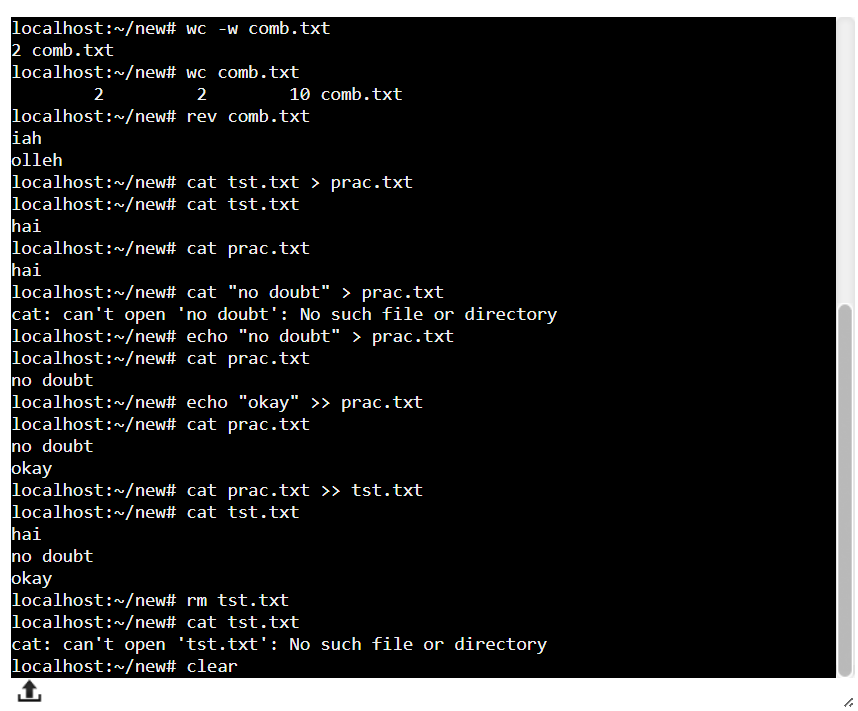 localhost:~/new# wc -w comb.txt
2 comb.txt
localhost:~/new# wc comb.txt
        2         2        10 comb.txt
localhost:~/new# rev comb.txt
iah
olleh
localhost:~/new# cat tst.txt > prac.txt
localhost:~/new# cat tst.txt
hai
localhost:~/new# cat prac.txt
hai
localhost:~/new# cat "no doubt" > prac.txt
cat: can't open 'no doubt': No such file or directory
localhost:~/new# echo "no doubt" > prac.txt
localhost:~/new# cat prac.txt
no doubt
localhost:~/new# echo "okay" >> prac.txt
localhost:~/new# cat prac.txt
no doubt
okay
localhost:~/new# cat prac.txt >> tst.txt
localhost:~/new# cat tst.txt
hai
no doubt
okay
localhost:~/new# rm tst.txt
localhost:~/new# cat tst.txt
cat: can't open 'tst.txt': No such file or directory
localhost:~/new# clear